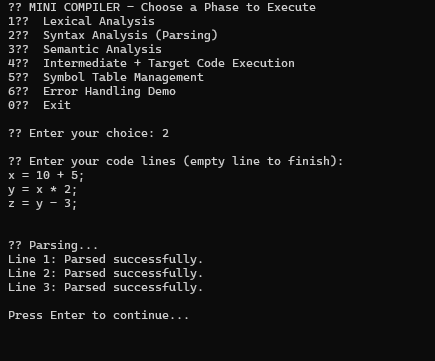 ?? MINI COMPILER - Choose a Phase to Execute
1??  Lexical Analysis
2??  Syntax Analysis (Parsing)
3??  Semantic Analysis
4??  Intermediate + Target Code Execution
5??  Symbol Table Management
6??  Error Handling Demo
0??  Exit
?? Enter your choice: 2
?? Enter your code lines (empty line to finish):
x = 10 + 5;
y = x * 2;
z = y - 3;
?? Parsing...
Line 1: Parsed successfully.
Line 2: Parsed successfully.
Line 3: Parsed successfully.
Press Enter to continue...